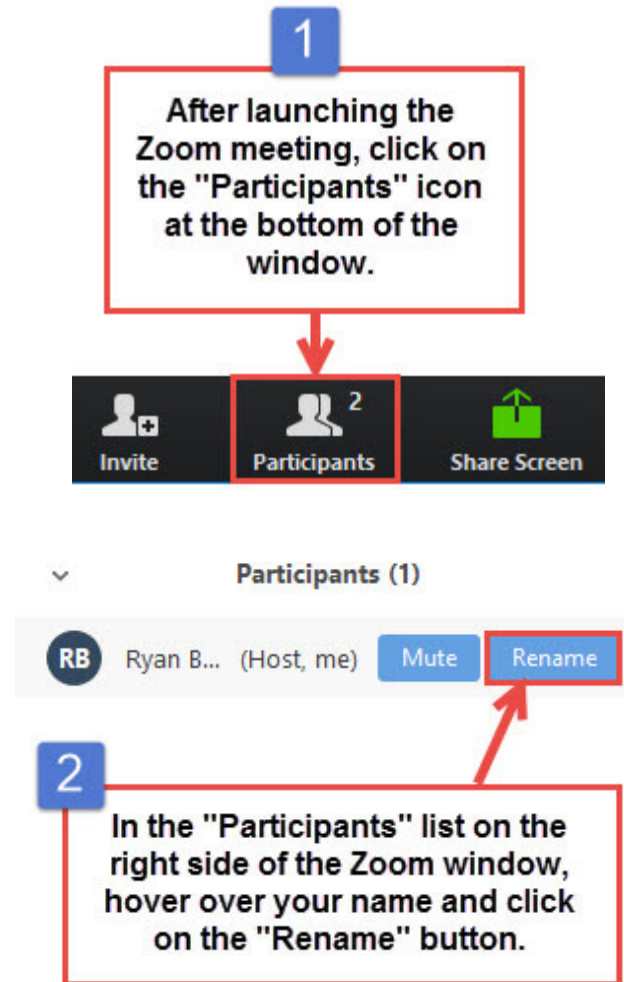 1
After launching the
Zoom meeting, click on
the "Participants" icon
at the bottom of the
window.
2
Invite Participants Share Screen
Participants (1)
RB Ryan B... (Host, me) Mute Rename
2
In the "Participants" list on the
right side of the Zoom window,
hover over your name and click
on the "Rename" button.